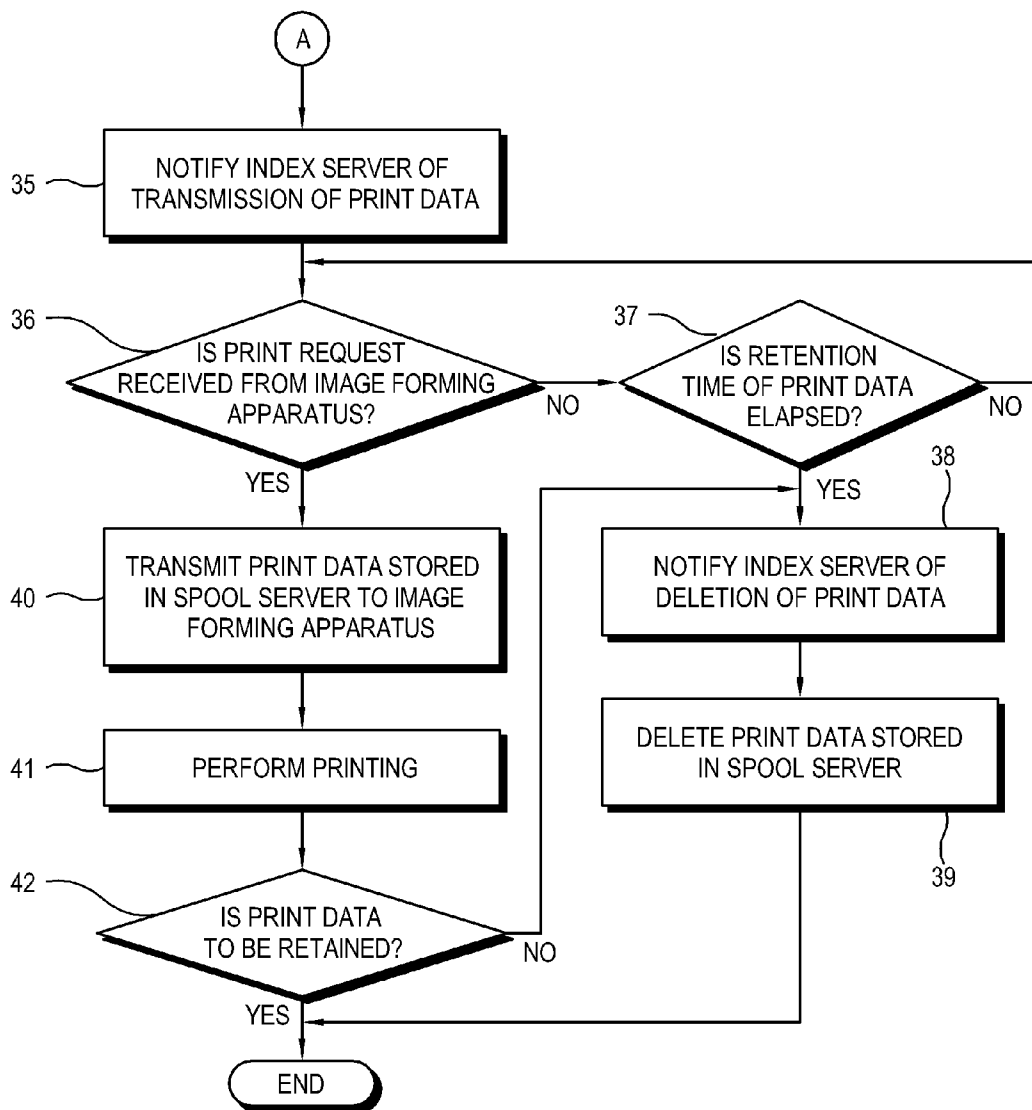 A
35
NOTIFY INDEX SERVER OF
TRANSMISSION OF PRINT DATA
36
IS PRINT REQUEST
RECEIVED FROM IMAGE FORMING
APPARATUS?
NO
YES
37
IS RETENTION
TIME OF PRINT DATA
ELAPSED?
NO
YES
38
NOTIFY INDEX SERVER OF
DELETION OF PRINT DATA
40
TRANSMIT PRINT DATA STORED
IN SPOOL SERVER TO IMAGE
FORMING APPARATUS
DELETE PRINT DATA STORED
IN SPOOL SERVER
39
41
PERFORM PRINTING
42
IS PRINT DATA
TO BE RETAINED?
NO
YES
END